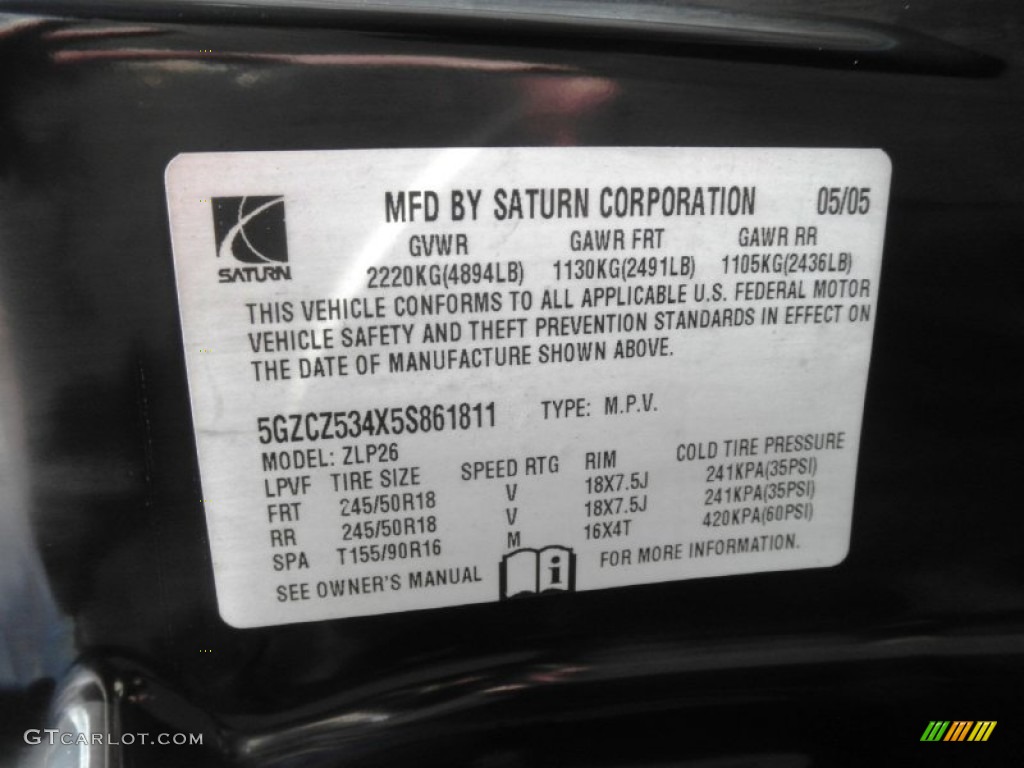 MFD BY SATURN CORPORATION 05/05
SATURN
GVWR GAWR FRT GAWR RR
2220KG(4894LB) 1130KG(2491LB) 1105KG(2436LB)
THIS VEHICLE CONFORMS TO ALL APPLICABLE U.S. FEDERAL MOTOR
VEHICLE SAFETY AND THEFT PREVENTION STANDARDS IN EFFECT ON
THE DATE OF MANUFACTURE SHOWN ABOVE.
5GZCZ534X5S861811 TYPE: M.P.V.
MODEL: ZLP26
LPVF TIRE SIZE SPEED RTG RIM COLD TIRE PRESSURE
FRT 245/50R18 V 18X7.5J 241KPA(35PSI)
RR 245/50R18 V 18X7.5J 241KPA(35PSI)
SPA T155/90R16 M 16X4T 420KPA(60PSI)
SEE OWNER'S MANUAL i FOR MORE INFORMATION.
GTCARLOT.COM